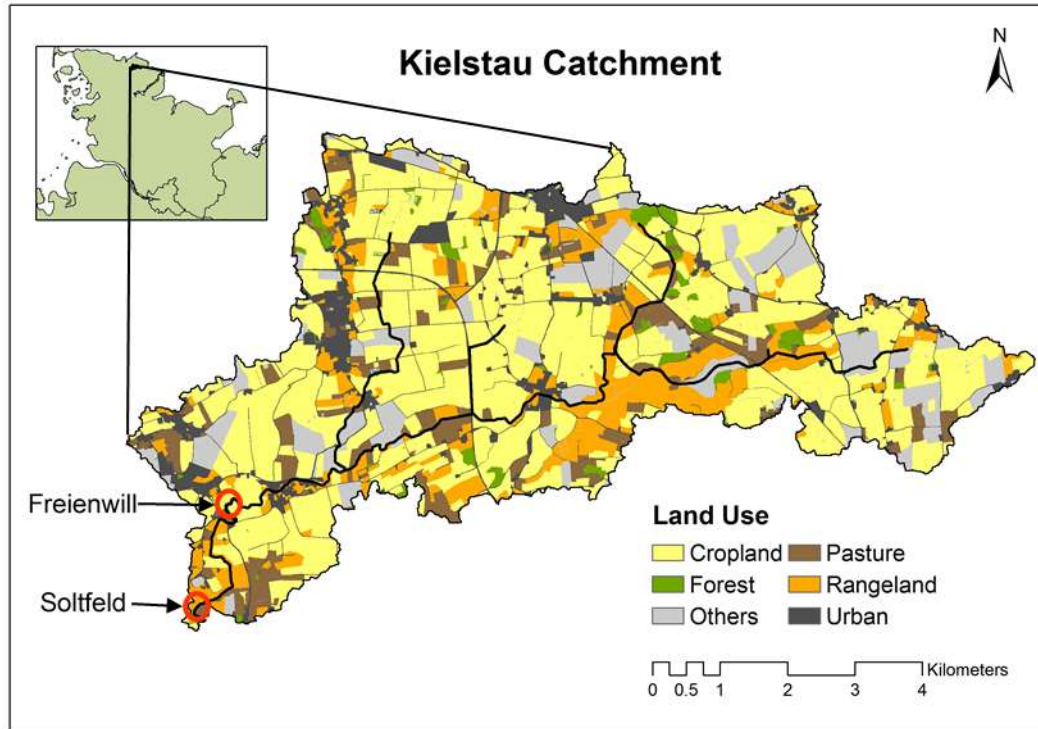 Kielstau Catchment
N
Freienwill
Soltfeld
Land Use
Cropland
Pasture
Forest
Rangeland
Others
Urban
Kilometers
0 0.5 1 2 3 4